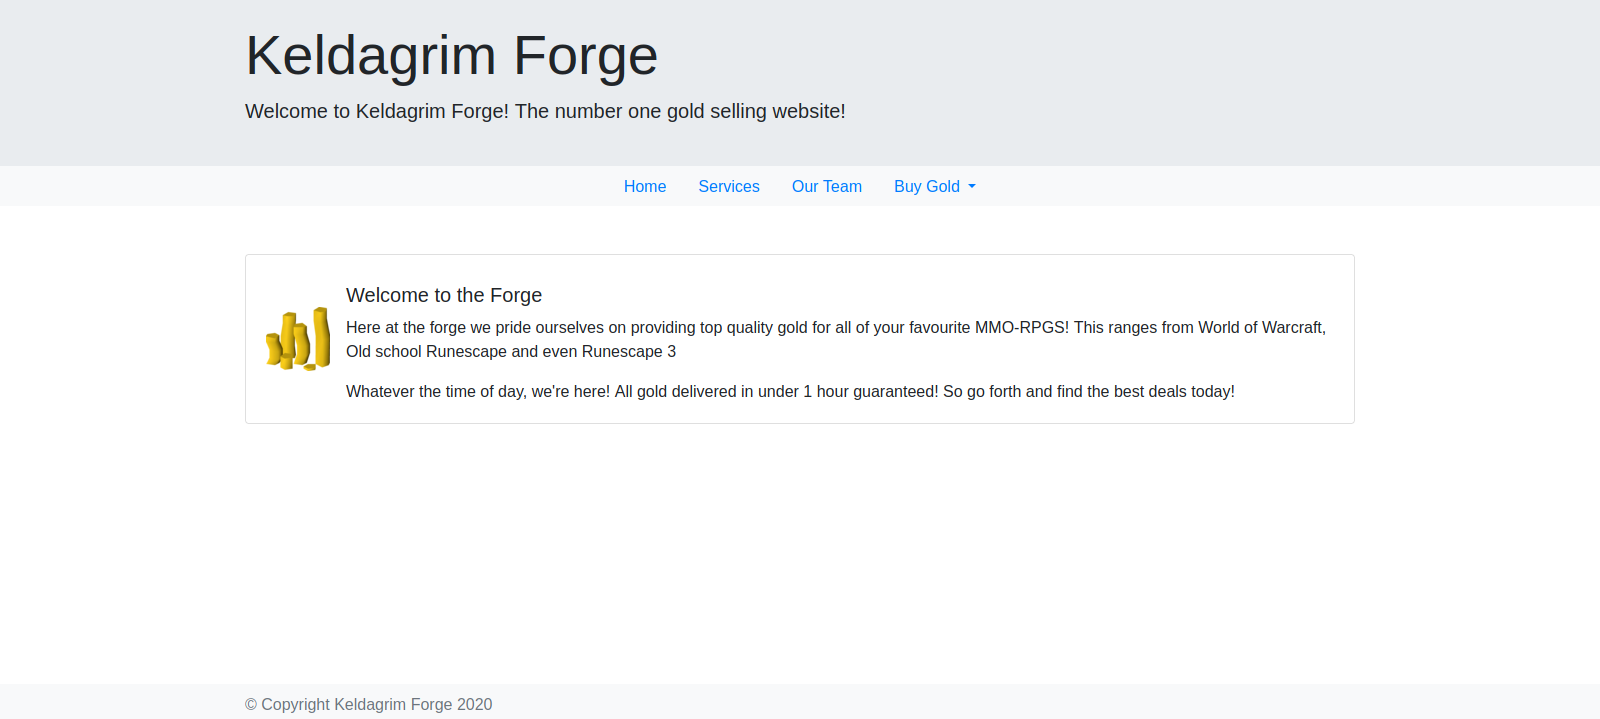 Keldagrim Forge
Welcome to Keldagrim Forge! The number one gold selling website!
Home Services Our Team Buy Gold
Welcome to the Forge
Here at the forge we pride ourselves on providing top quality gold for all of your favourite MMO-RPGS! This ranges from World of Warcraft,
Old school Runescape and even Runescape 3
Whatever the time of day, we're here! All gold delivered in under 1 hour guaranteed! So go forth and find the best deals today!
© Copyright Keldagrim Forge 2020